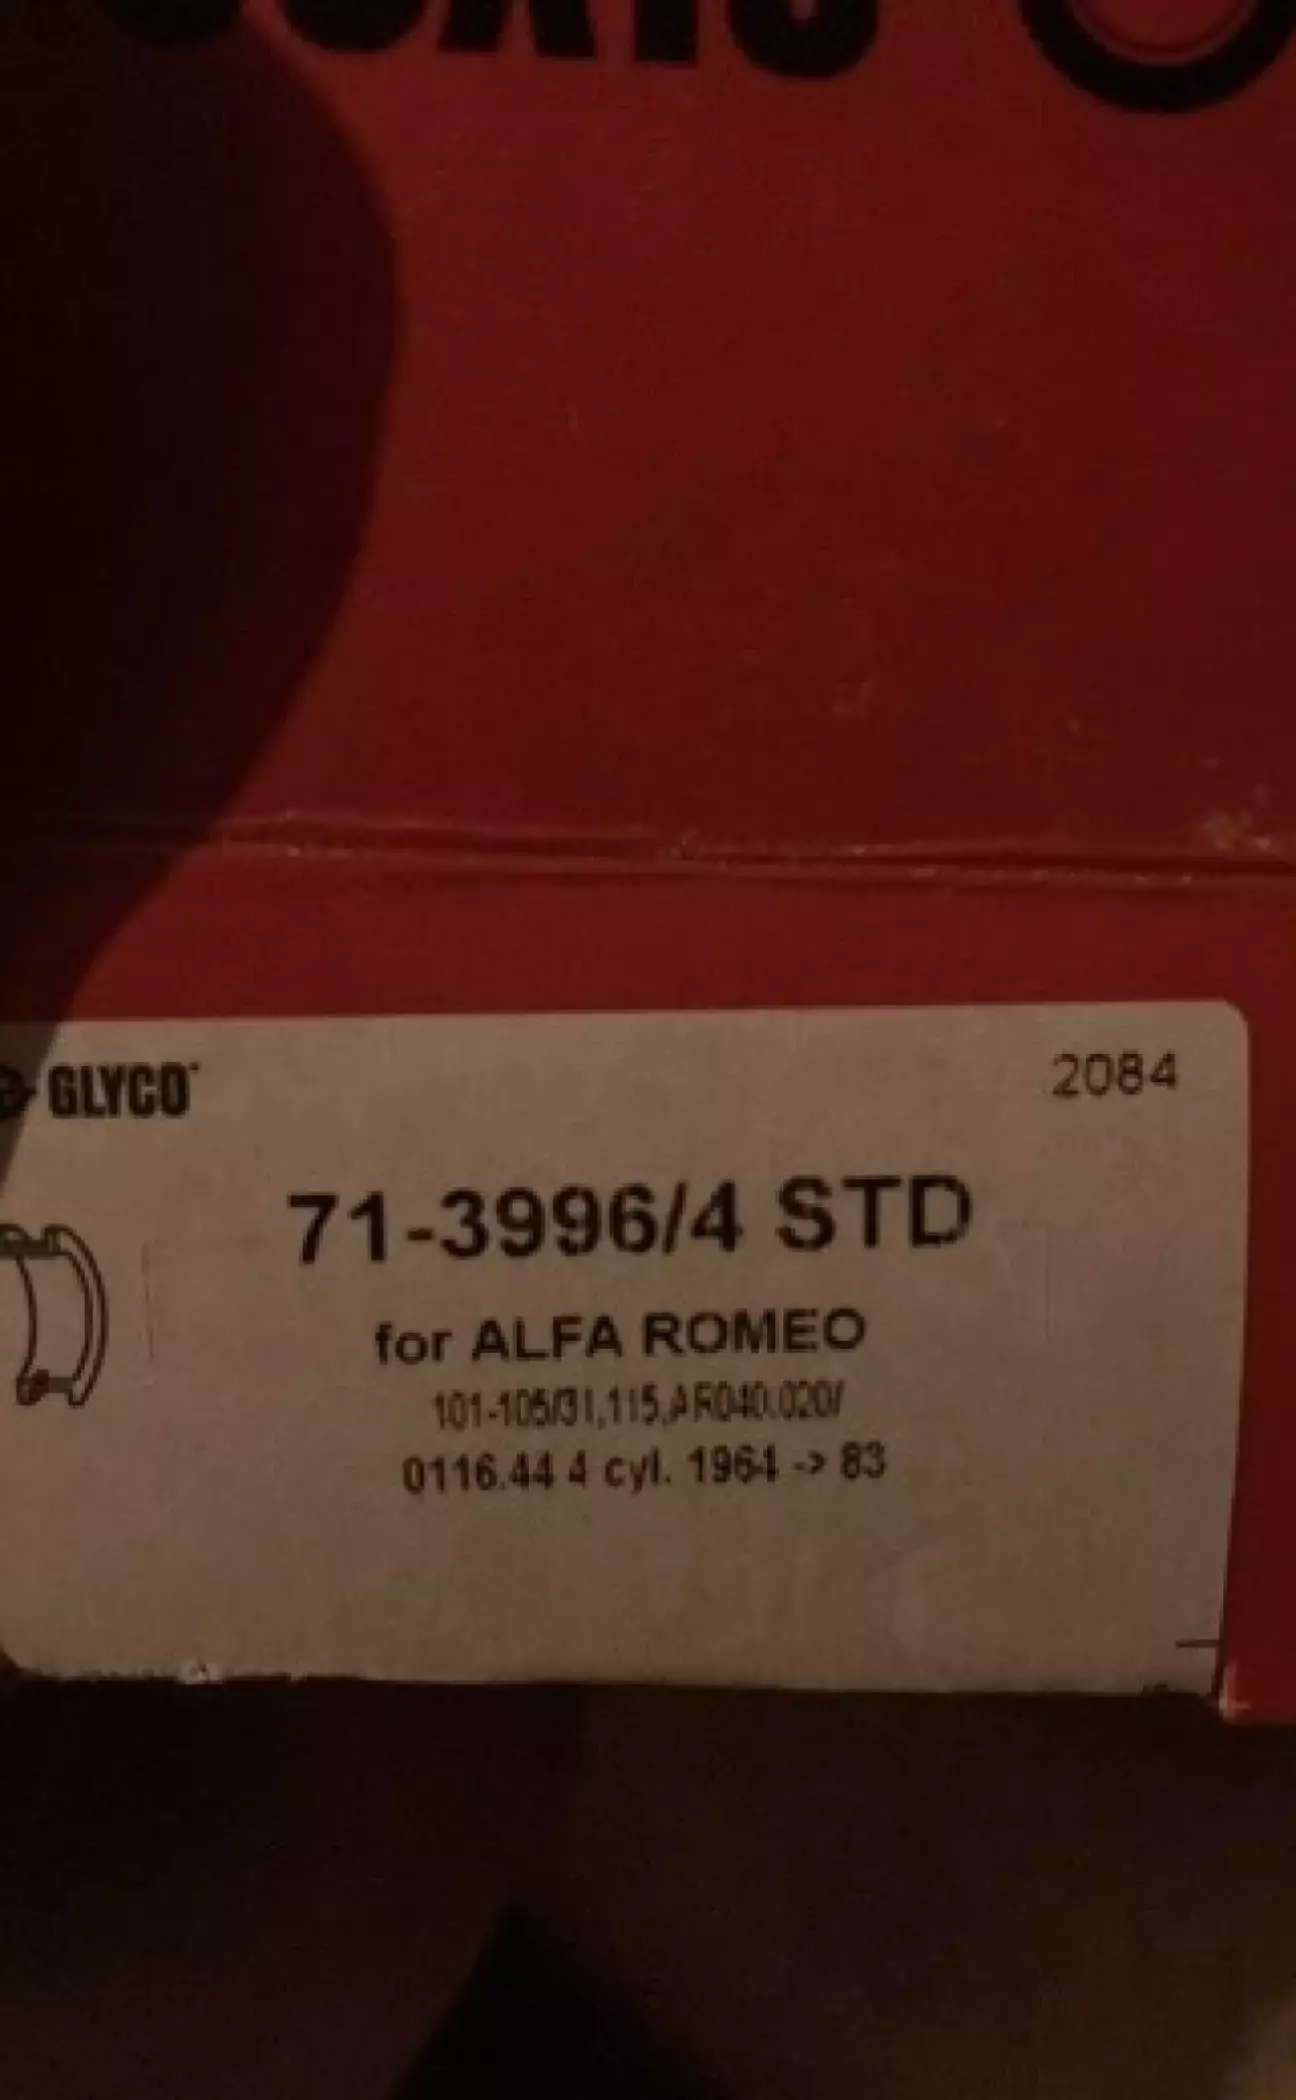 GLYCO 2084
71-3996/4 STD
for ALFA ROMEO
101-105/31,115,AR040.020/
0116.44 4 cyl. 1964 -> 83